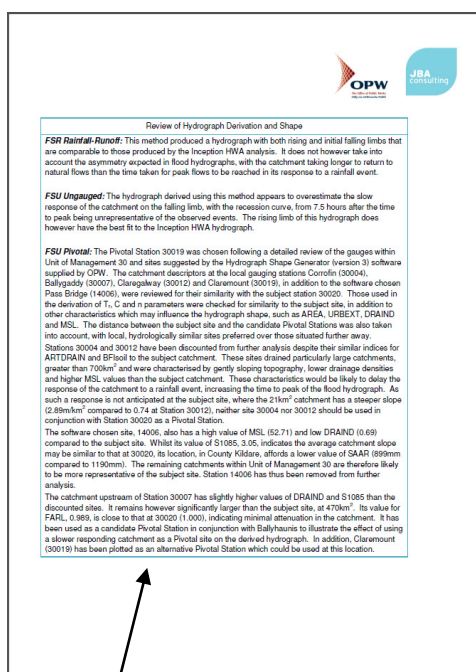 OPW
JBA
consulting
Review of Hydrograph Derivation and Shape
FSR Rainfall-Runoff: This method produced a hydrograph with both rising and initial falling limbs that
are comparable to those produced by the Inception HWA analysis. It does not however take into
account the asymmetry expected in flood hydrographs, with the catchment taking longer to return to
natural flows than the time taken for peak flows to be reached in its response to a rainfall event.
FSU Ungauged: The hydrograph derived using this method appears to overestimate the slow
response of the catchment on the falling limb, with the recession curve, from 7.5 hours after the time
to peak being unrepresentative of the observed events. The rising limb of this hydrograph does
however have the best fit to the Inception HWA hydrograph.
FSU Pivotal: The Pivotal Station 30019 was chosen following a detailed review of the gauges within
Unit of Management 30 and sites suggested by the Hydrograph Shape Generator (version 3) software
supplied by OPW. The catchment descriptors at the local gauging stations Corrofin (30004),
Ballygaddy (30007), Claregalway (30012) and Claremount (30019), in addition to the software chosen
Pass Bridge (14006), were reviewed for their similarity with the subject station 30020. Those used in
the derivation of Tr, C and n parameters were checked for similarity to the subject site, in addition to
other characteristics which may influence the hydrograph shape, such as AREA, URBEXT, DRAIND
and MSL. The distance between the subject site and the candidate Pivotal Stations was also taken
into account, with local, hydrologically similar sites preferred over those situated further away.
Stations 30004 and 30012 have been discounted from further analysis despite their similar indices for
ARTDRAIN and BFIsoil to the subject catchment. These sites drained particularly large catchments,
greater than 700km² and were characterised by gently sloping topography, lower drainage densities
and higher MSL values than the subject catchment. These characteristics would be likely to delay the
response of the catchment to a rainfall event, increasing the time to peak of the flood hydrograph. As
such a response is not anticipated at the subject site, where the 21km² catchment has a steeper slope
(2.89m/km² compared to 0.74 at Station 30012), neither site 30004 nor 30012 should be used in
conjunction with Station 30020 as a Pivotal Station.
The software chosen site, 14006, also has a high value of MSL (52.71) and low DRAIND (0.69)
compared to the subject site. Whilst its value of S1085, 3.05, indicates the average catchment slope
may be similar to that at 30020, its location, in County Kildare, affords a lower value of SAAR (899mm
compared to 1190mm). The remaining catchments within Unit of Management 30 are therefore likely
to be more representative of the subject site. Station 14006 has thus been removed from further
analysis.
The catchment upstream of Station 30007 has slightly higher values of DRAIND and S1085 than the
discounted sites. It remains however significantly larger than the subject site, at 470km². Its value for
FARL, 0.989, is close to that at 30020 (1.000), indicating minimal attenuation in the catchment. It has
been used as a candidate Pivotal Station in conjunction with Ballyhaunis to illustrate the effect of using
a slower responding catchment as a Pivotal site on the derived hydrograph. In addition, Claremount
(30019) has been plotted as an alternative Pivotal Station which could be used at this location.